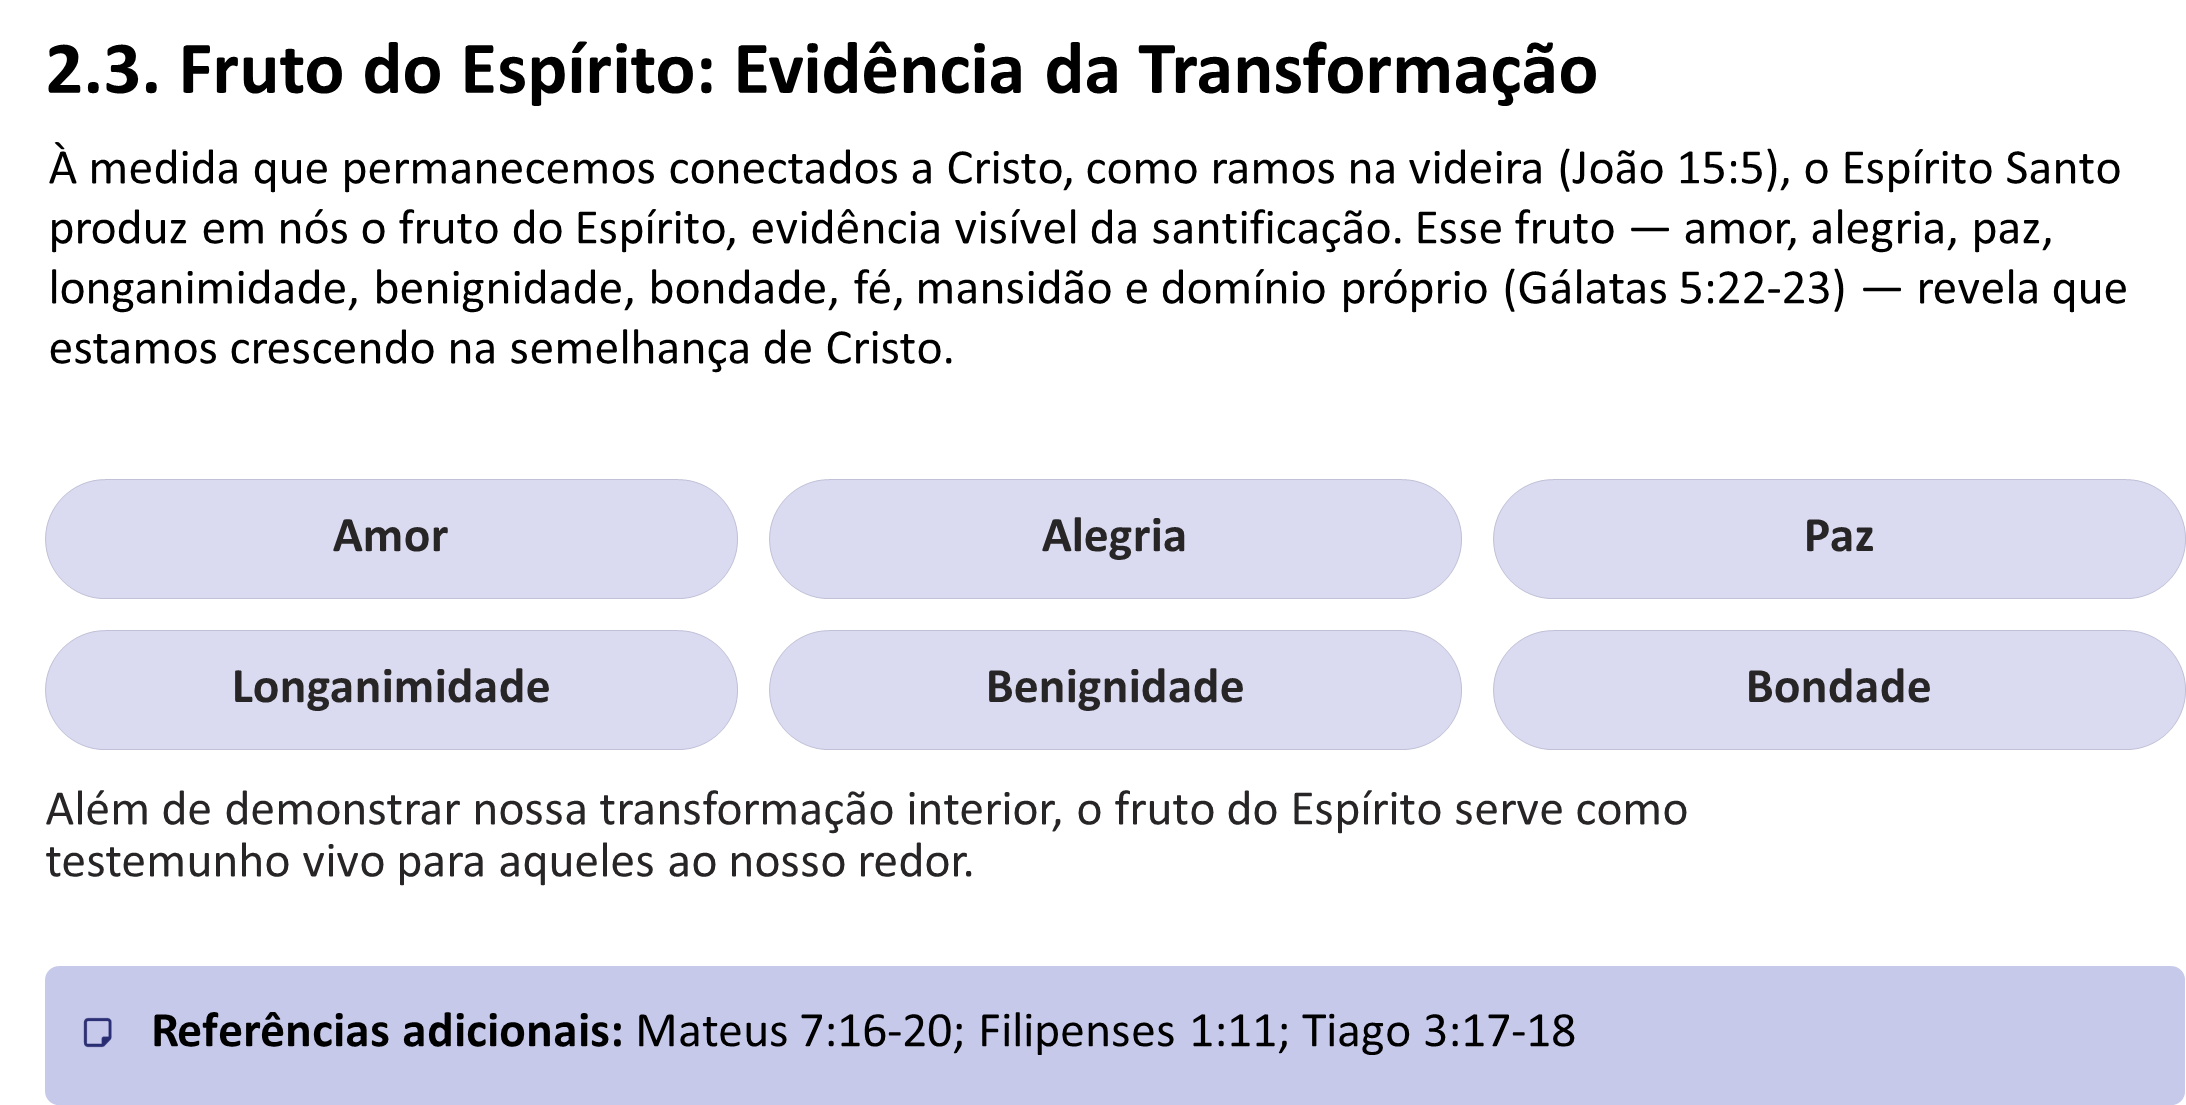 2.3. Fruto do Espírito: Evidência da Transformação
À medida que permanecemos conectados a Cristo, como ramos na videira (João 15:5), o Espírito Santo
produz em nós o fruto do Espírito, evidência visível da santificação. Esse fruto — amor, alegria, paz,
longanimidade, benignidade, bondade, fé, mansidão e domínio próprio (Gálatas 5:22-23) — revela que
estamos crescendo na semelhança de Cristo.
Amor
Alegria
Paz
Longanimidade
Benignidade
Bondade
Além de demonstrar nossa transformação interior, o fruto do Espírito serve como
testemunho vivo para aqueles ao nosso redor.
Referências adicionais: Mateus 7:16-20; Filipenses 1:11; Tiago 3:17-18